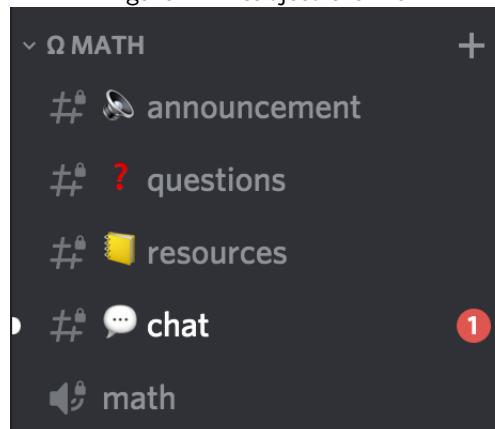 Ω MATH
announcement
questions
resources
chat 1
math